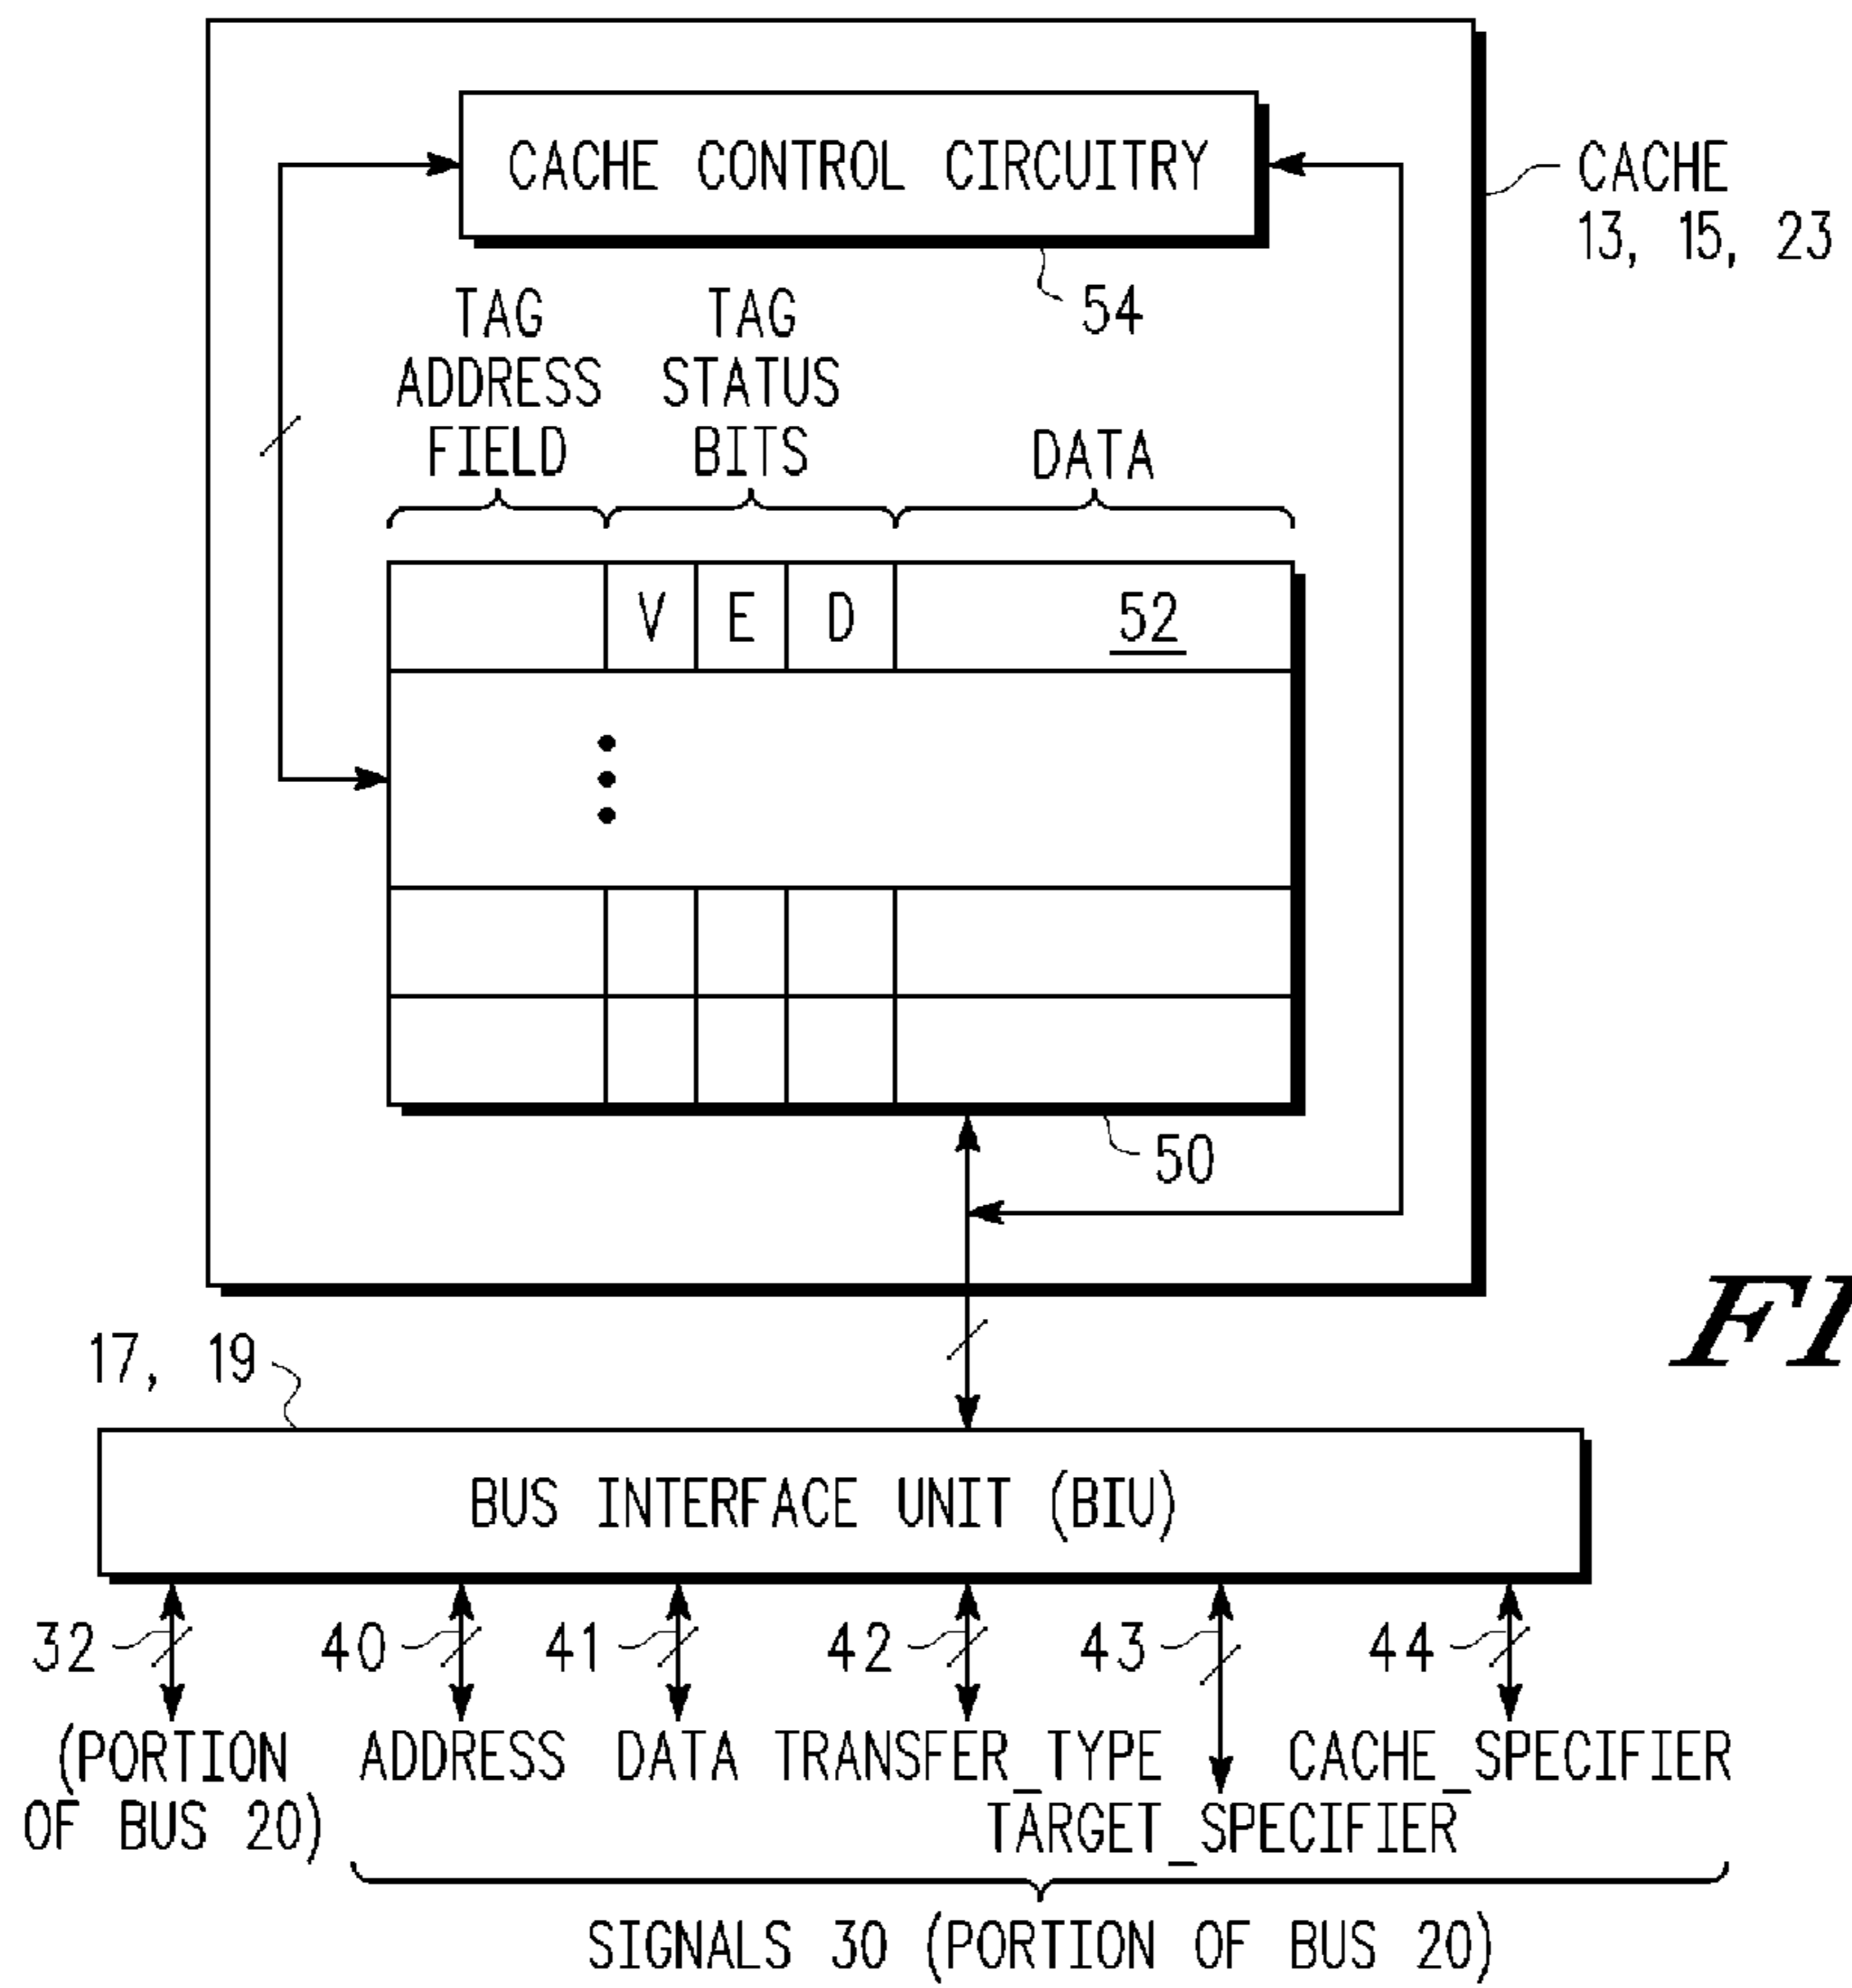 CACHE CONTROL CIRCUITRY
CACHE
13, 15, 23
54
TAG
ADDRESS
FIELD
TAG
STATUS
BITS
DATA
V
E
D
52
50
FI
17, 19
BUS INTERFACE UNIT (BIU)
32
40
41
42
43
44
(PORTION
OF BUS 20)
ADDRESS
DATA
TRANSFER_TYPE
TARGET_SPECIFIER
CACHE_SPECIFIER
SIGNALS 30 (PORTION OF BUS 20)